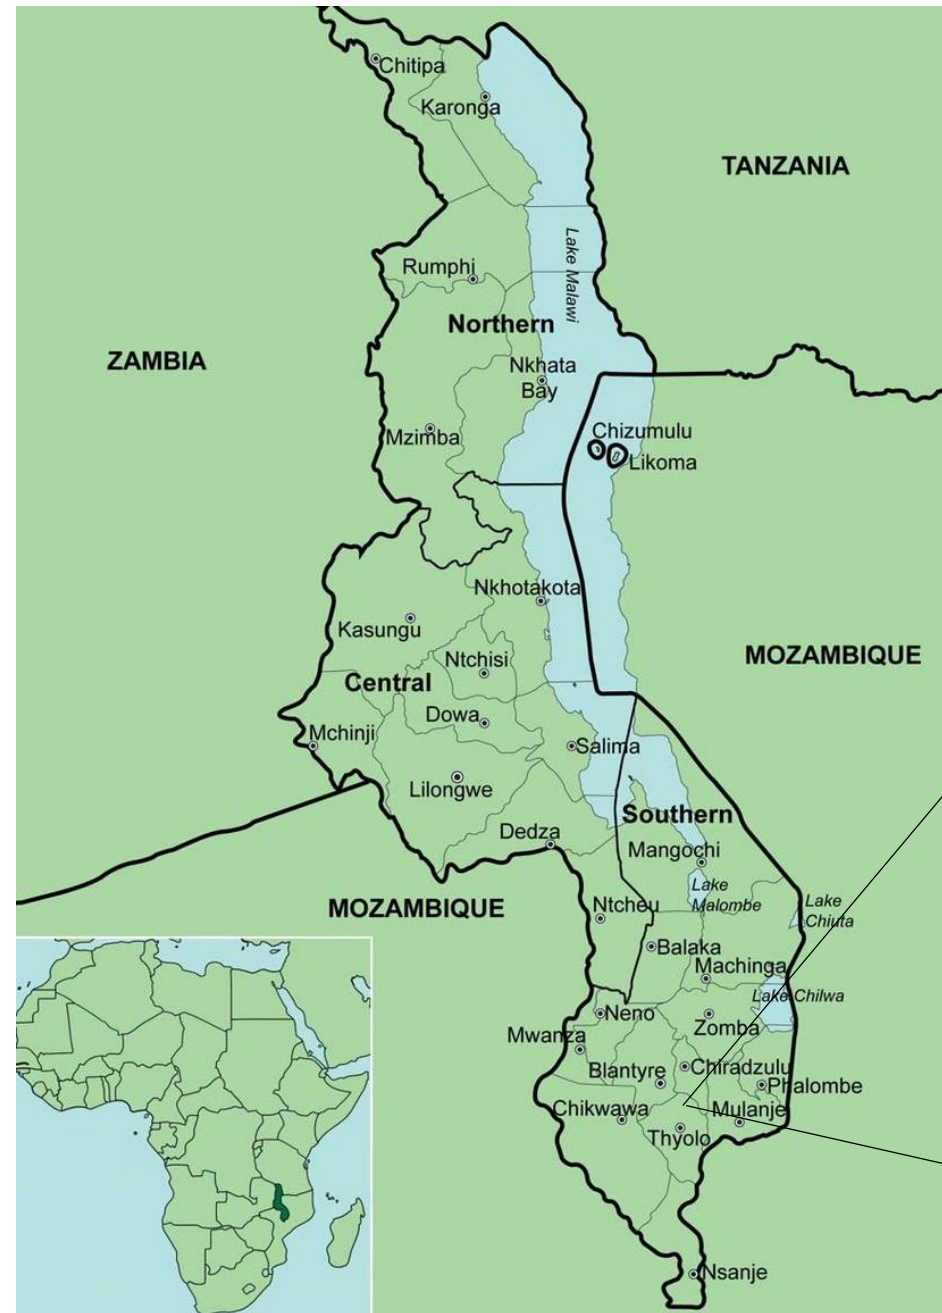 Chitipa
Karonga
TANZANIA
Lake Malawi
Rumphi
Northern
ZAMBIA
Nkhata
Bay
Mzimba
Chizumulu
Likoma
Nkhotakota
Kasungu
Ntchisi
MOZAMBIQUE
Central
Dowa
Mchinji
Salima
Lilongwe
Southern
Dedza
Mangochi
Lake
Malombe
Lake
Chiuta
MOZAMBIQUE
Ntcheu
Balaka
Machinga
Lake Chilwa
Neno
Zomba
Mwanza
Chiradzulu
Blantyre
Phalombe
Chikwawa
Mulanje
Thyolo
Nsanje